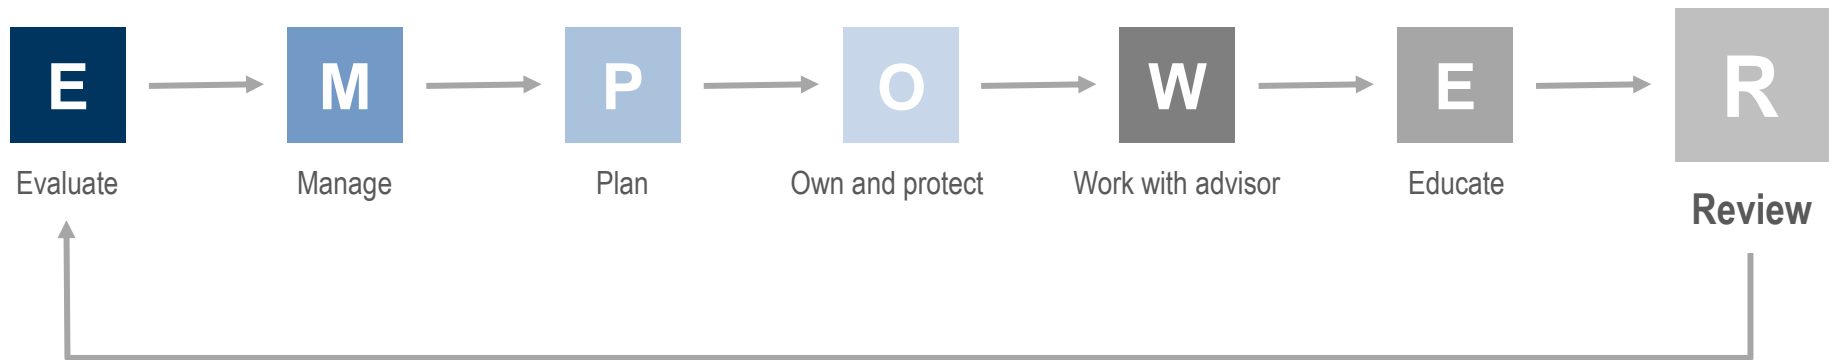 E M P O W E R
Evaluate Manage Plan Own and protect Work with advisor Educate
Review